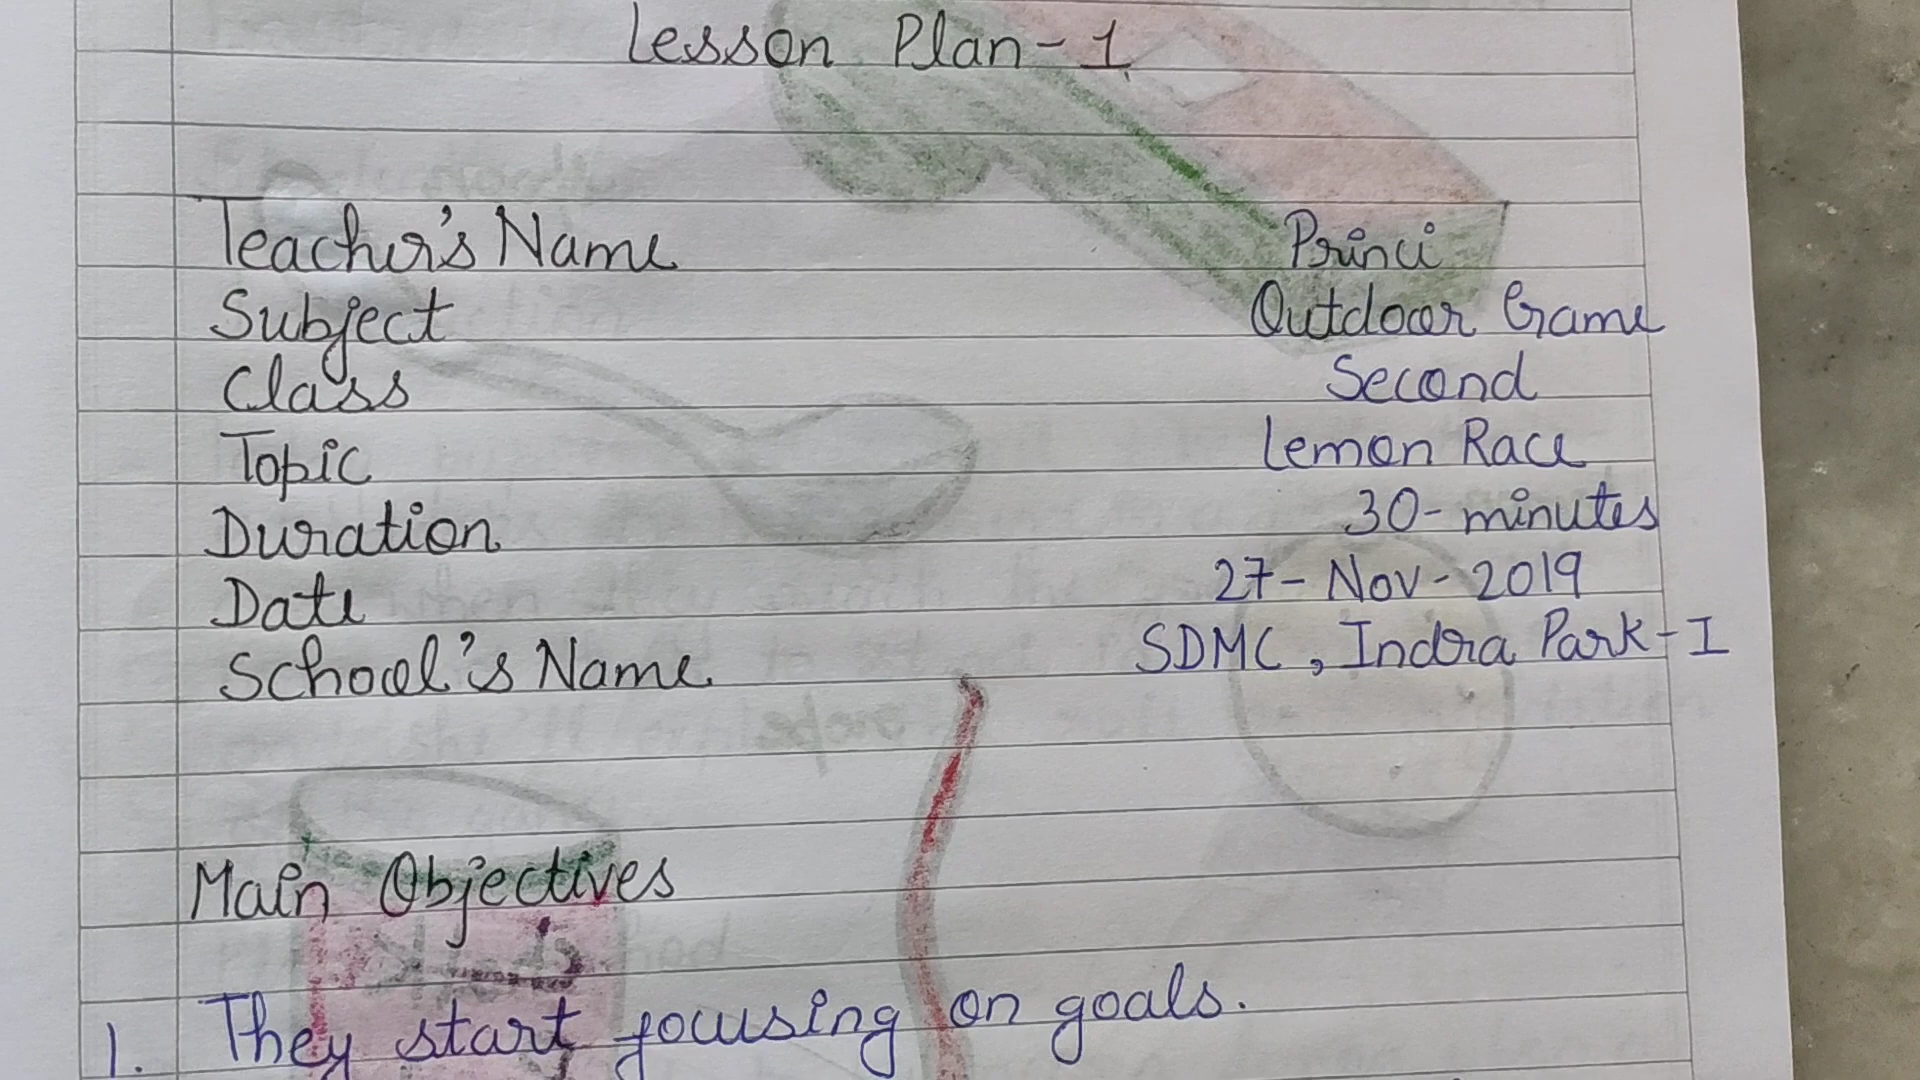 Lesson Plan-1
Teacher's Name Princi
Subject Outdoor Game
Class Second
Topic Lemon Race
Duration 30-minutes
Date 27-Nov-2019
School's Name SDMC, Indra Park-I
Main Objectives
1. They start focusing on goals.